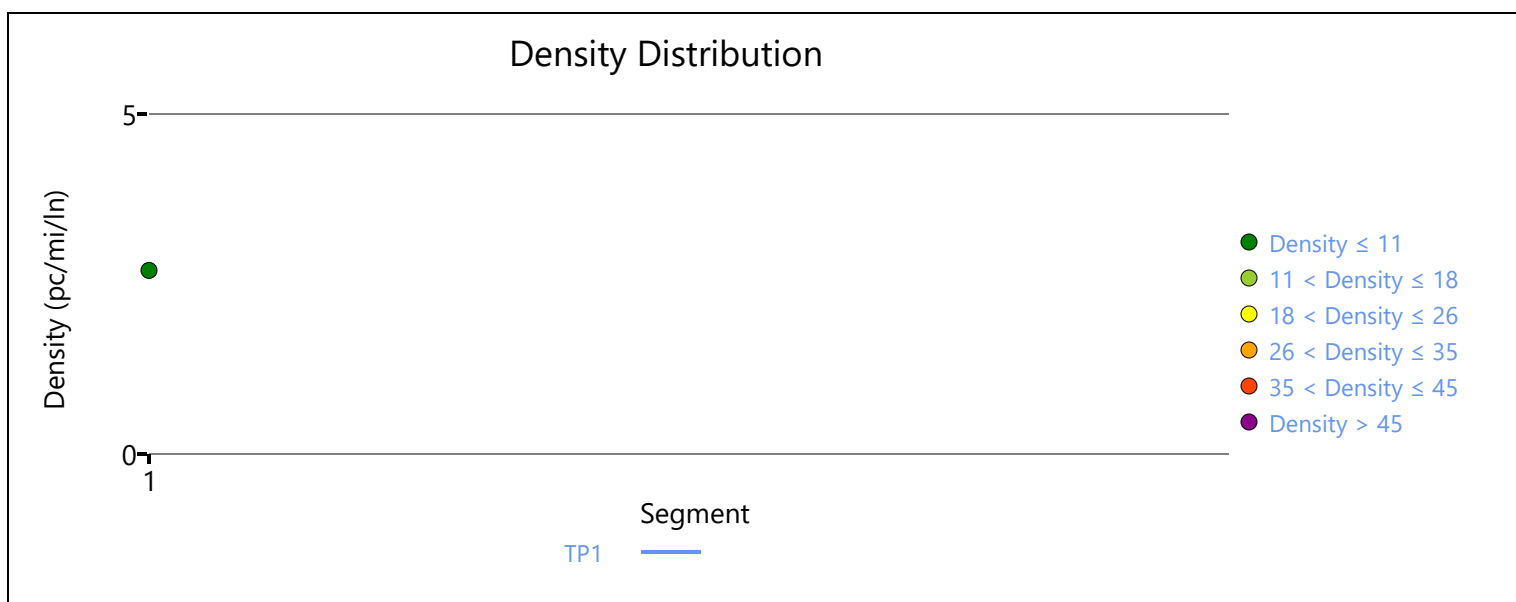 Density Distribution
5
Density (pc/mi/ln)
0
1
Segment
TP1
Density ≤ 11
11 < Density ≤ 18
18 < Density ≤ 26
26 < Density ≤ 35
35 < Density ≤ 45
Density > 45